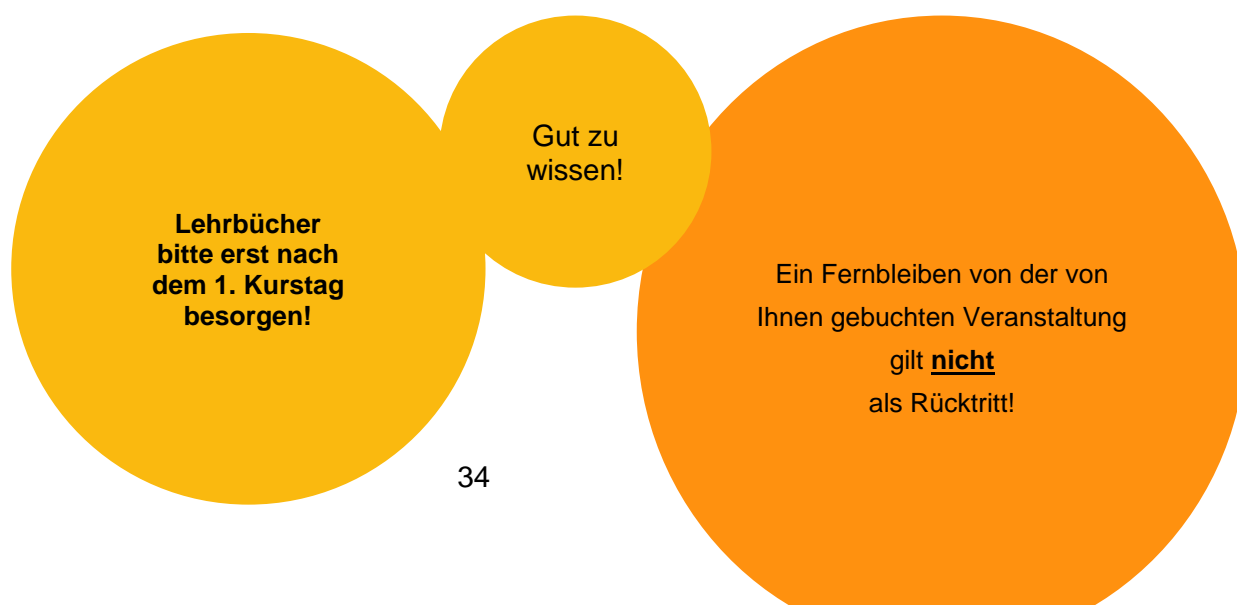 Gut zu
wissen!
Lehrbücher
bitte erst nach
dem 1. Kurstag
besorgen!
Ein Fernbleiben von der von
Ihnen gebuchten Veranstaltung
gilt nicht
als Rücktritt!
34